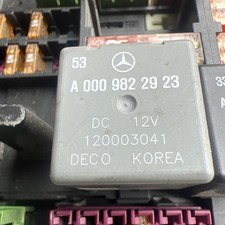 53
A 000 982 29 23
DC 12V
120003041
DECO KOREA